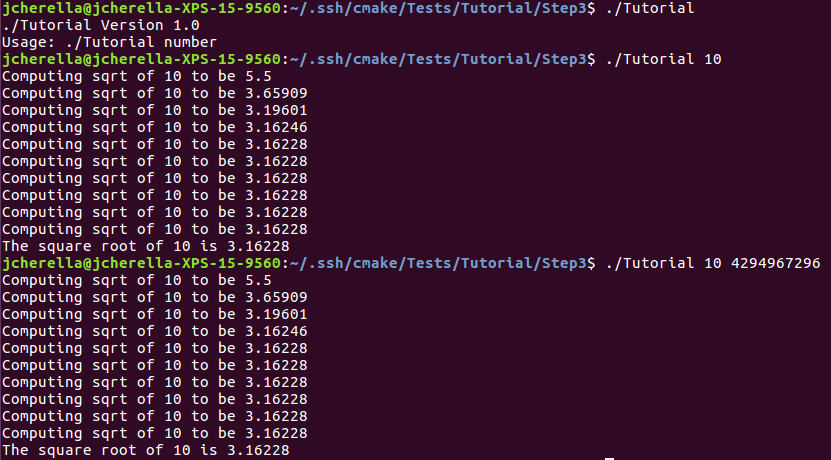 jcherella@jcherella-XPS-15-9560:~/.ssh/cmake/Tests/Tutorial/Step3$ ./Tutorial
./Tutorial Version 1.0
Usage: ./Tutorial number
jcherella@jcherella-XPS-15-9560:~/.ssh/cmake/Tests/Tutorial/Step3$ ./Tutorial 10
Computing sqrt of 10 to be 5.5
Computing sqrt of 10 to be 3.65909
Computing sqrt of 10 to be 3.19601
Computing sqrt of 10 to be 3.16246
Computing sqrt of 10 to be 3.16228
Computing sqrt of 10 to be 3.16228
Computing sqrt of 10 to be 3.16228
Computing sqrt of 10 to be 3.16228
Computing sqrt of 10 to be 3.16228
Computing sqrt of 10 to be 3.16228
The square root of 10 is 3.16228
jcherella@jcherella-XPS-15-9560:~/.ssh/cmake/Tests/Tutorial/Step3$ ./Tutorial 10 4294967296
Computing sqrt of 10 to be 5.5
Computing sqrt of 10 to be 3.65909
Computing sqrt of 10 to be 3.19601
Computing sqrt of 10 to be 3.16246
Computing sqrt of 10 to be 3.16228
Computing sqrt of 10 to be 3.16228
Computing sqrt of 10 to be 3.16228
Computing sqrt of 10 to be 3.16228
Computing sqrt of 10 to be 3.16228
Computing sqrt of 10 to be 3.16228
The square root of 10 is 3.16228